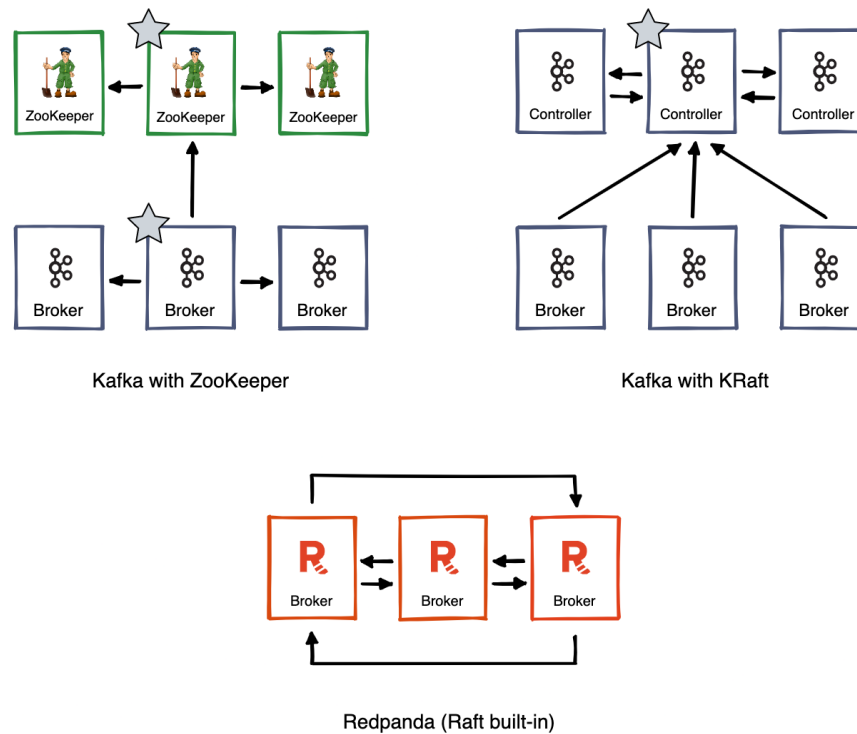 ZooKeeper
ZooKeeper
ZooKeeper
Broker
Broker
Broker
Kafka with ZooKeeper
Controller
Controller
Controller
Broker
Broker
Broker
Kafka with KRaft
R
R
R
Broker
Broker
Broker
Redpanda (Raft built-in)